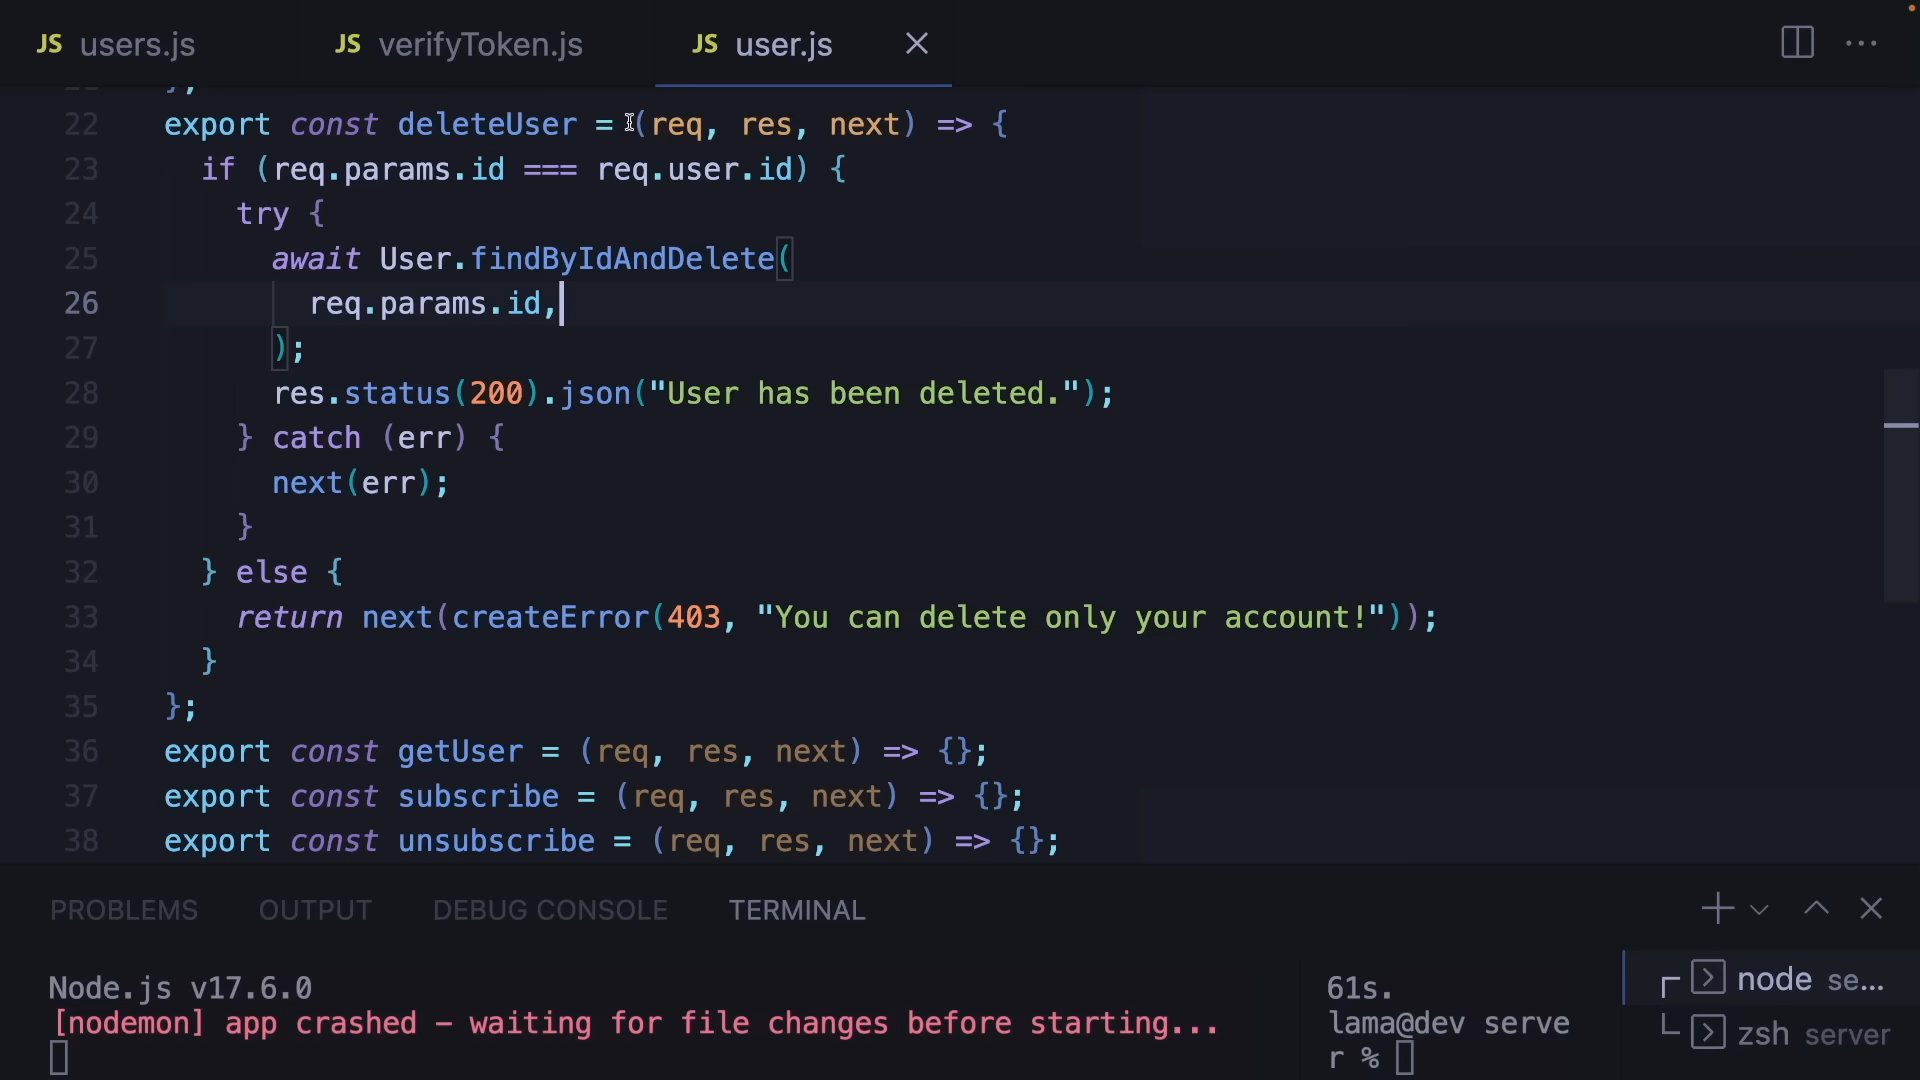 JS users.js
JS verifyToken.js
JS user.js
22 export const deleteUser = (req, res, next) => {
23 if (req.params.id === req.user.id) {
24 try {
25 await User.findByIdAndDelete(
26 req.params.id,
27 );
28 res.status(200).json("User has been deleted.");
29 } catch (err) {
30 next(err);
31 }
32 } else {
33 return next(createError(403, "You can delete only your account!"));
34 }
35 };
36 export const getUser = (req, res, next) => {};
37 export const subscribe = (req, res, next) => {};
38 export const unsubscribe = (req, res, next) => {};
PROBLEMS
OUTPUT
DEBUG CONSOLE
TERMINAL
Node.js v17.6.0
[nodemon] app crashed - waiting for file changes before starting...
61s.
lama@dev serve
r %
node se...
zsh server